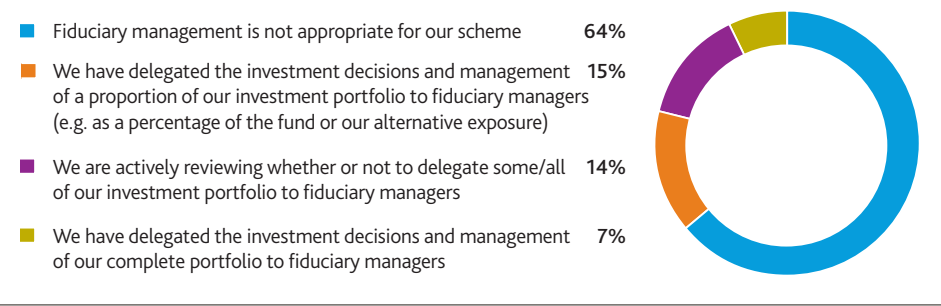 Fiduciary management is not appropriate for our scheme 64%
We have delegated the investment decisions and management 15%
of a proportion of our investment portfolio to fiduciary managers
(e.g. as a percentage of the fund or our alternative exposure)
We are actively reviewing whether or not to delegate some/all 14%
of our investment portfolio to fiduciary managers
We have delegated the investment decisions and management 7%
of our complete portfolio to fiduciary managers